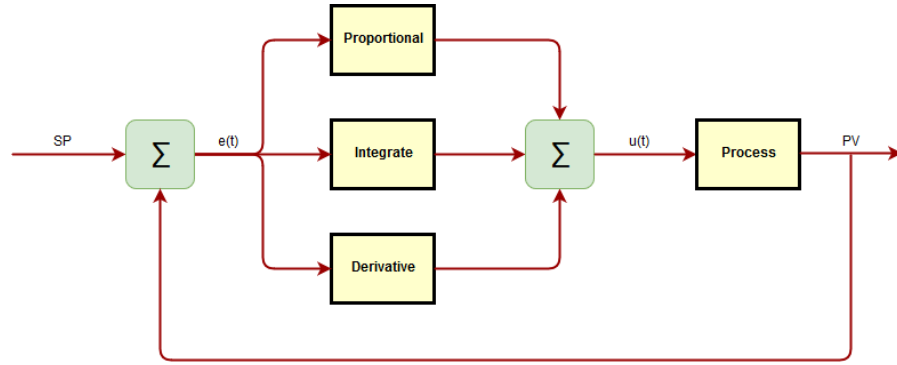 Proportional
SP
Σ
e(t)
Integrate
Σ
u(t)
Process
PV
Derivative